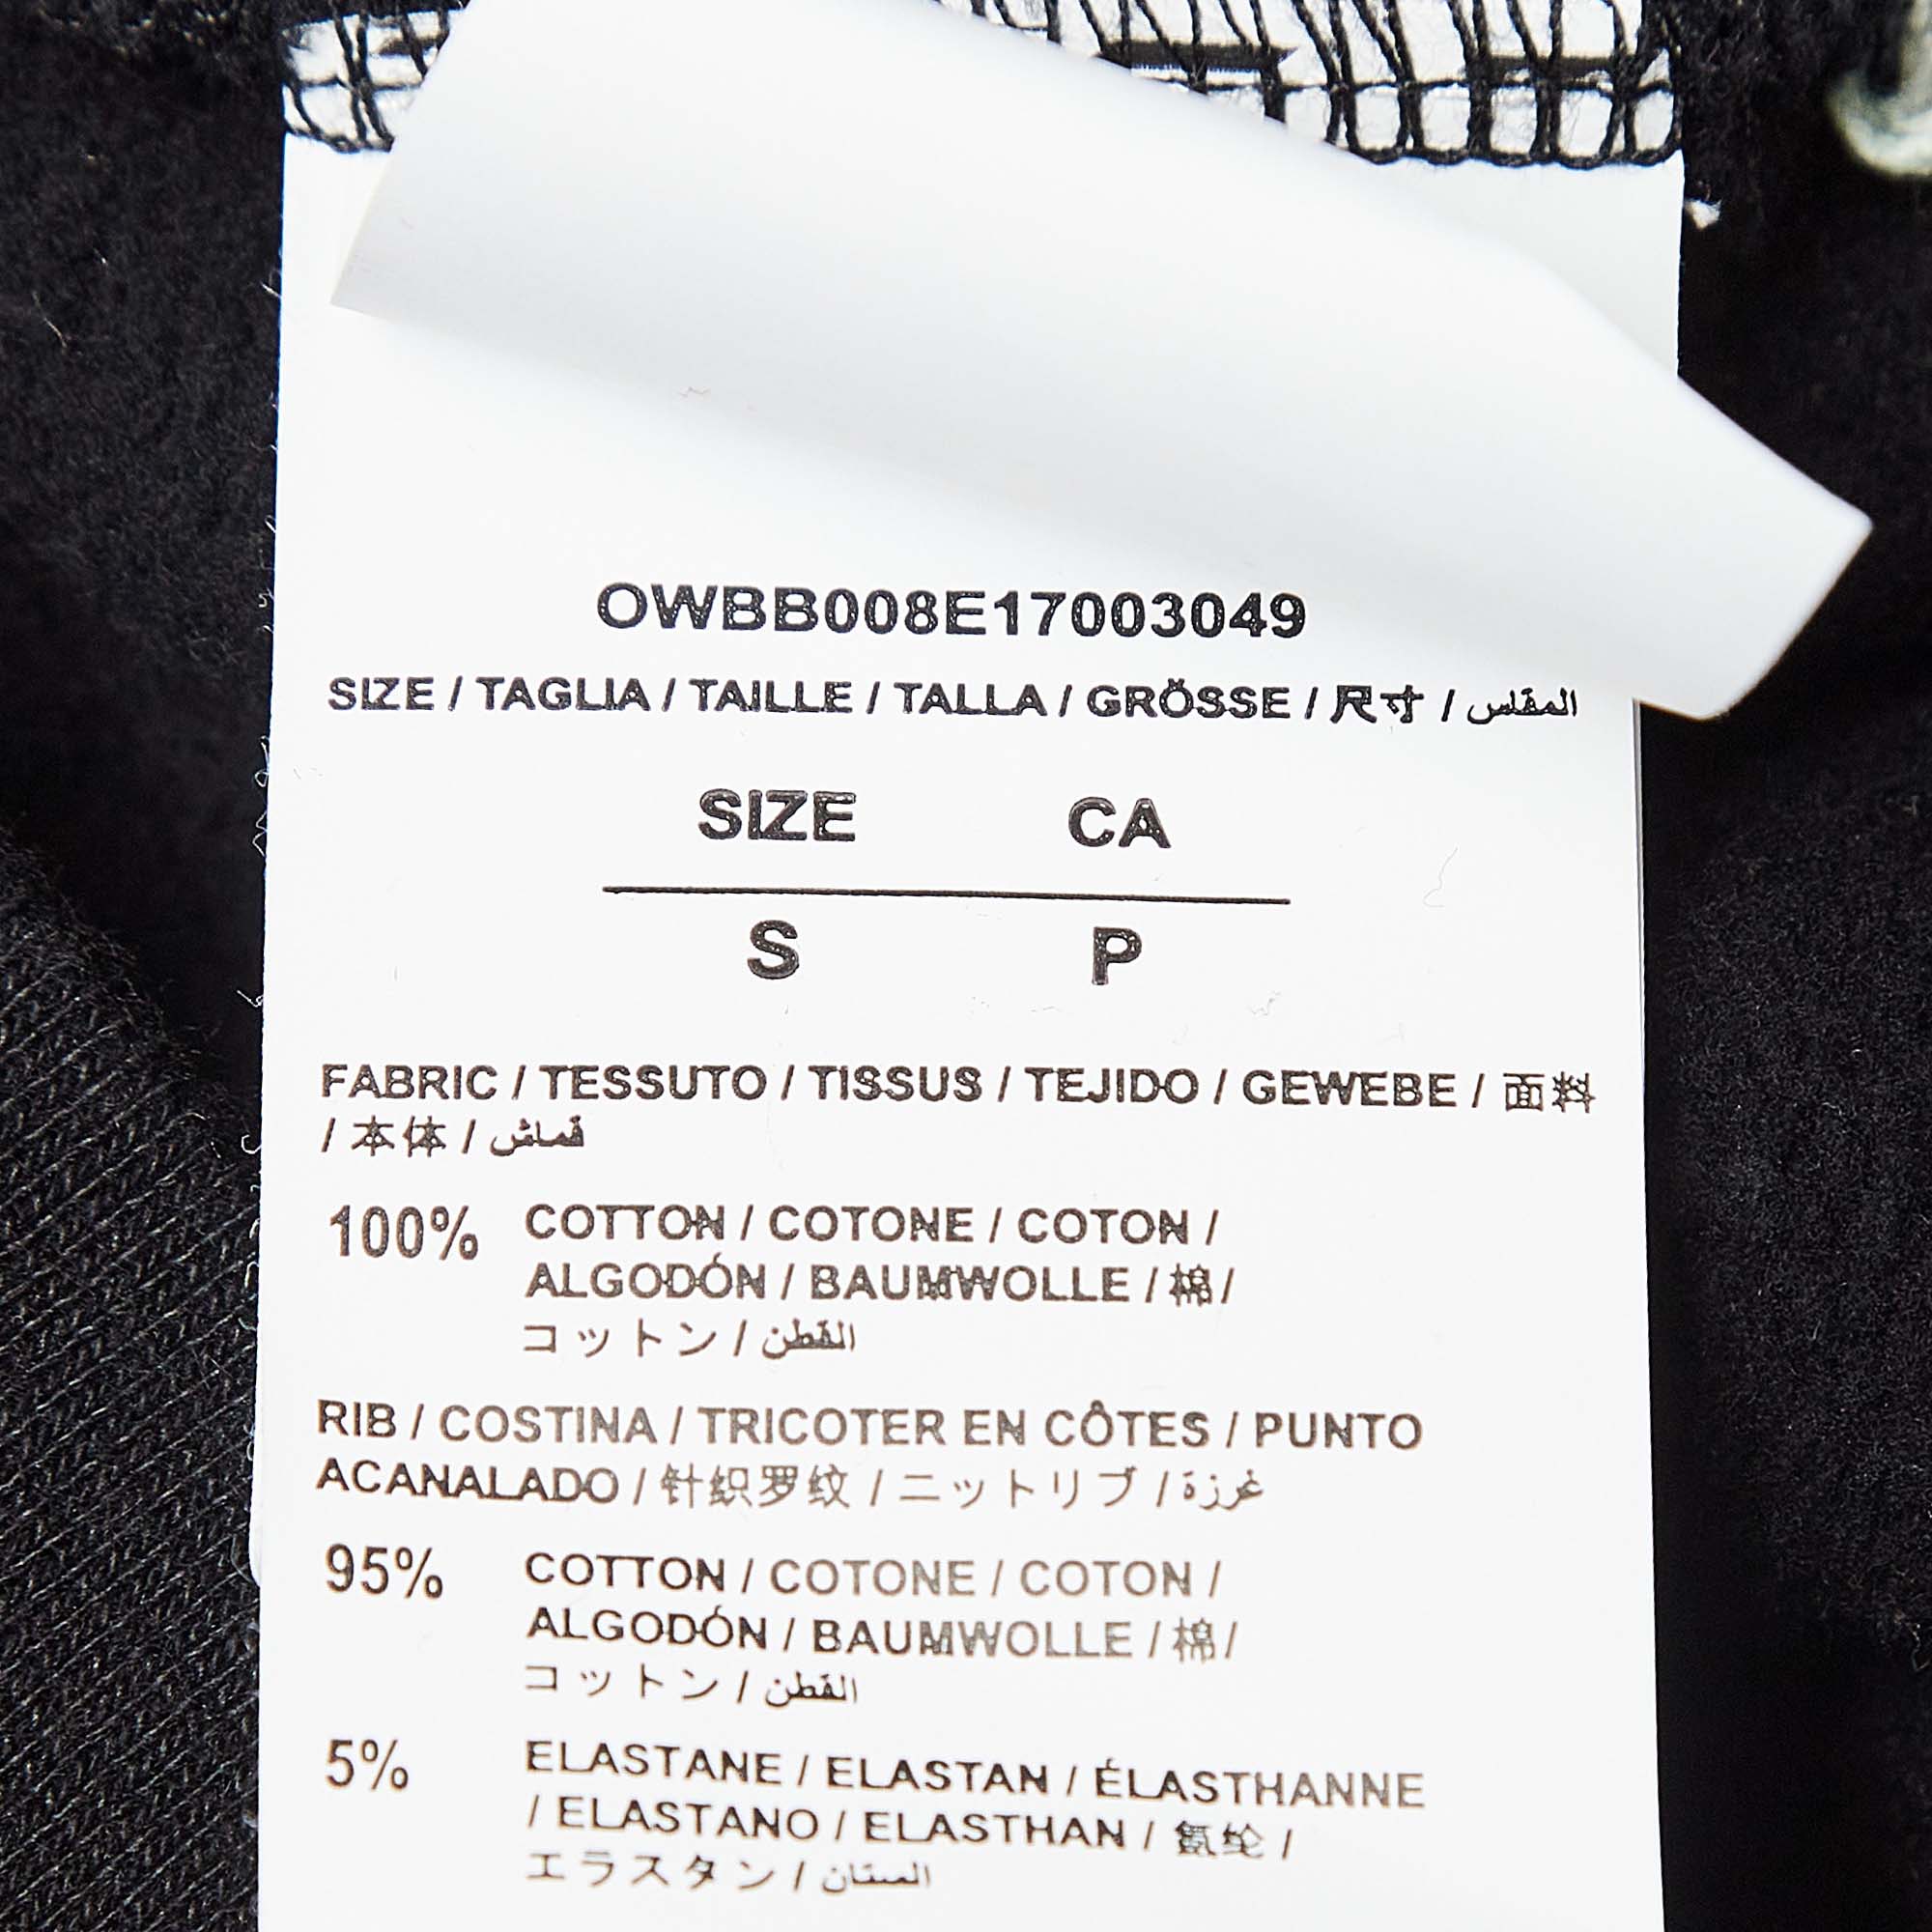 OWBB008E17003049
SIZE / TAGLIA / TAILLE / TALLA / GRÖSSE / 尺寸 / المقاس
SIZE CA
S P
FABRIC / TESSUTO / TISSUS / TEJIDO / GEWEBE / 面料
/ 本体 / قماش
100% COTTON / COTONE / COTON /
ALGODÓN / BAUMWOLLE / 棉/
コットン / القطن
RIB / COSTINA / TRICOTER EN CÔTES / PUNTO
ACANALADO / 针织罗纹 / ニットリブ / غرزة
95% COTTON / COTONE / COTON /
ALGODÓN / BAUMWOLLE / 棉/
コットン / القطن
5% ELASTANE / ELASTAN / ÉLASTHANNE
/ ELASTANO / ELASTHAN / 氨纶 /
エラスタン /